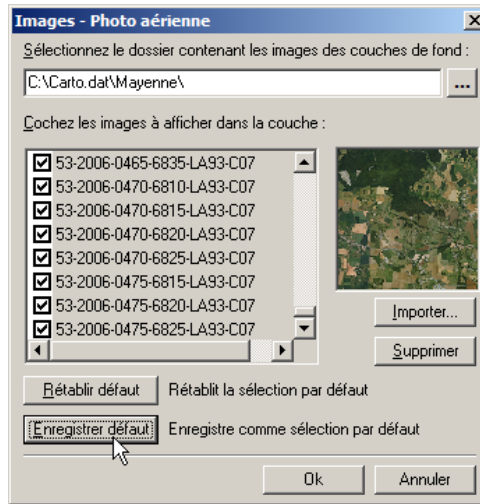 Images - Photo aérienne
Sélectionnez le dossier contenant les images des couches de fond :
C:\Carto.dat\Mayenne\
...
Cochez les images à afficher dans la couche :
53-2006-0465-6835-LA93-C07
53-2006-0470-6810-LA93-C07
53-2006-0470-6815-LA93-C07
53-2006-0470-6820-LA93-C07
53-2006-0470-6825-LA93-C07
53-2006-0475-6815-LA93-C07
53-2006-0475-6820-LA93-C07
53-2006-0475-6825-LA93-C07
Importer...
Supprimer
Rétablir défaut Rétablit la sélection par défaut
Enregistrer défaut Enregistre comme sélection par défaut
Ok Annuler